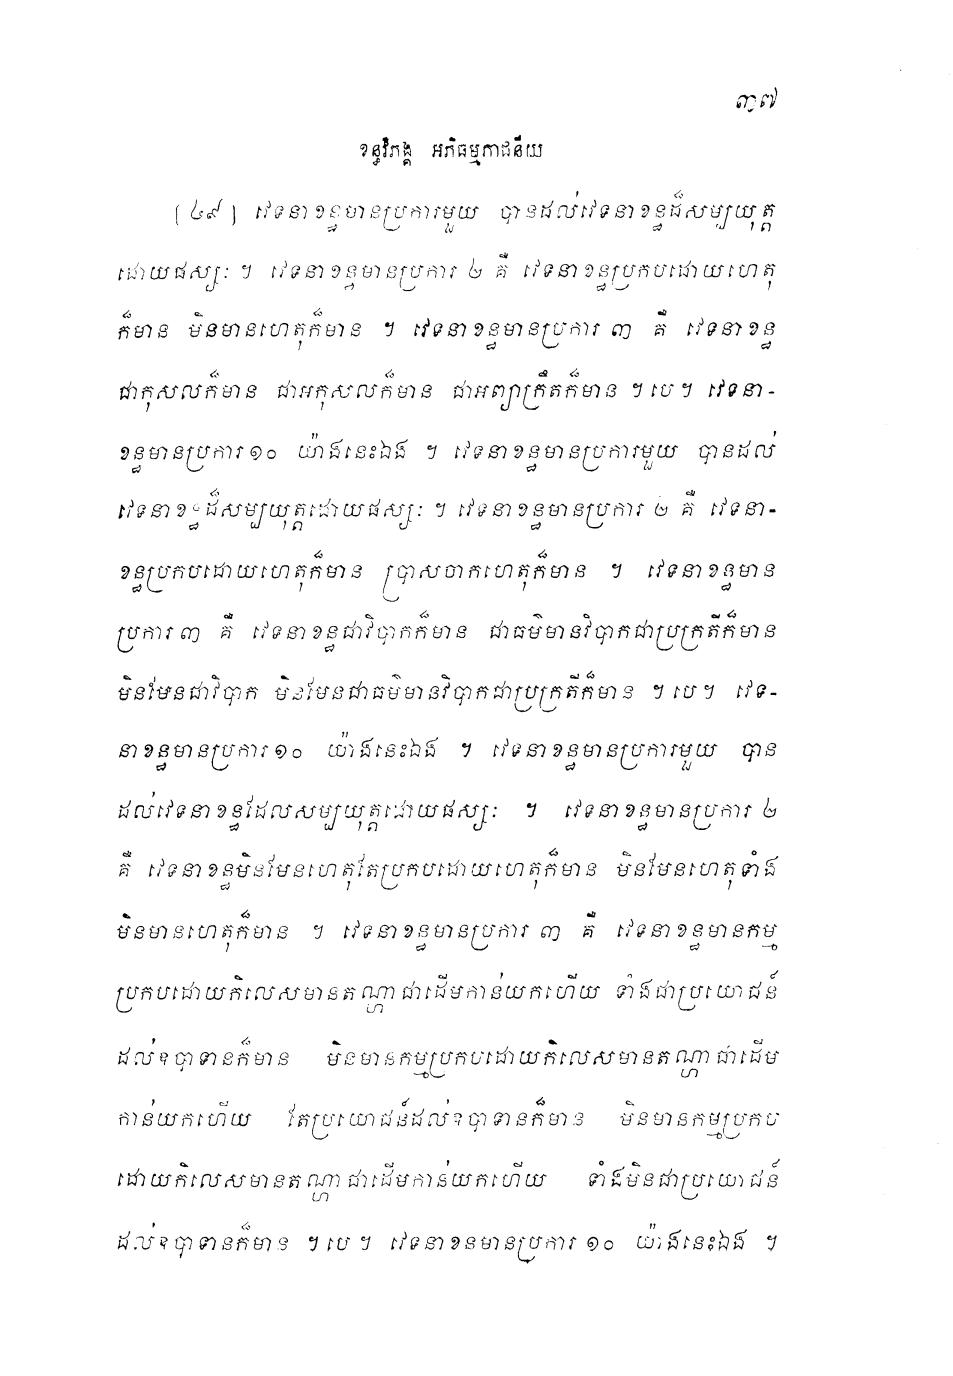 ៣៧
ខន្ធវិភង្គ អភិធម្មភាជនីយ
[៤៩] វេទនាខន្ធមានប្រការមួយ បានដល់វេទនាខន្ធដ៏សម្បយុត្ត
ដោយផស្សៈ ។ វេទនាខន្ធមានប្រការ ២ គឺ វេទនាខន្ធប្រកបដោយហេតុ
ក៏មាន មិនមានហេតុក៏មាន ។ វេទនាខន្ធមានប្រការ ៣ គឺ វេទនាខន្ធ
ជាកុសលក៏មាន ជាអកុសលក៏មាន ជាអព្យាក្រឹតក៏មាន ។បេ។ វេទនា-
ខន្ធមានប្រការ១០ យ៉ាងនេះឯង ។ វេទនាខន្ធមានប្រការមួយ បានដល់
វេទនាខន្ធដ៏សម្បយុត្តដោយផស្សៈ ។ វេទនាខន្ធមានប្រការ ២ គឺ វេទនា-
ខន្ធប្រកបដោយហេតុក៏មាន ប្រាសចាកហេតុក៏មាន ។ វេទនាខន្ធមាន
ប្រការ៣ គឺ វេទនាខន្ធជាវិបាកក៏មាន ជាធម៌មានវិបាកជាប្រក្រតីក៏មាន
មិនមែនជាវិបាក មិនមែនជាធម៌មានវិបាកជាប្រក្រតីក៏មាន ។បេ។ វេទ-
នាខន្ធមានប្រការ១០ យ៉ាងនេះឯង ។ វេទនាខន្ធមានប្រការមួយ បាន
ដល់វេទនាខន្ធដែលសម្បយុត្តដោយផស្សៈ ។ វេទនាខន្ធមានប្រការ ២
គឺ វេទនាខន្ធមិនមែនហេតុតែប្រកបដោយហេតុក៏មាន មិនមែនហេតុទាំង
មិនមានហេតុក៏មាន ។ វេទនាខន្ធមានប្រការ ៣ គឺ វេទនាខន្ធមានកម្ម
ប្រកបដោយកិលេសមានតណ្ហាជាដើមកាន់យកហើយ ទាំងជាប្រយោជន៍
ដល់ឧបាទានក៏មាន មិនមានកម្មប្រកបដោយកិលេសមានតណ្ហាជាដើម
កាន់យកហើយ តែប្រយោជន៍ដល់ឧបាទានក៏មាន មិនមានកម្មប្រកប
ដោយកិលេសមានតណ្ហាជាដើមកាន់យកហើយ ទាំងមិនជាប្រយោជន៍
ដល់ឧបាទានក៏មាន ។បេ។ វេទនាខន្ធមានប្រការ ១០ យ៉ាងនេះឯង ។